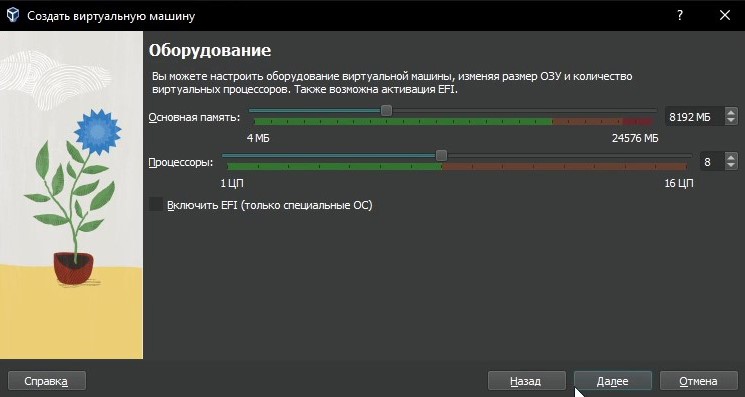 Создать виртуальную машину
?
Оборудование
Вы можете настроить оборудование виртуальной машины, изменяя размер ОЗУ и количество
виртуальных процессоров. Также возможна активация EFI.
Основная память: 8192 МБ
4 МБ 24576 МБ
Процессоры: 8
1 ЦП 16 ЦП
Включить EFI (только специальные ОС)
Справка Назад Далее Отмена